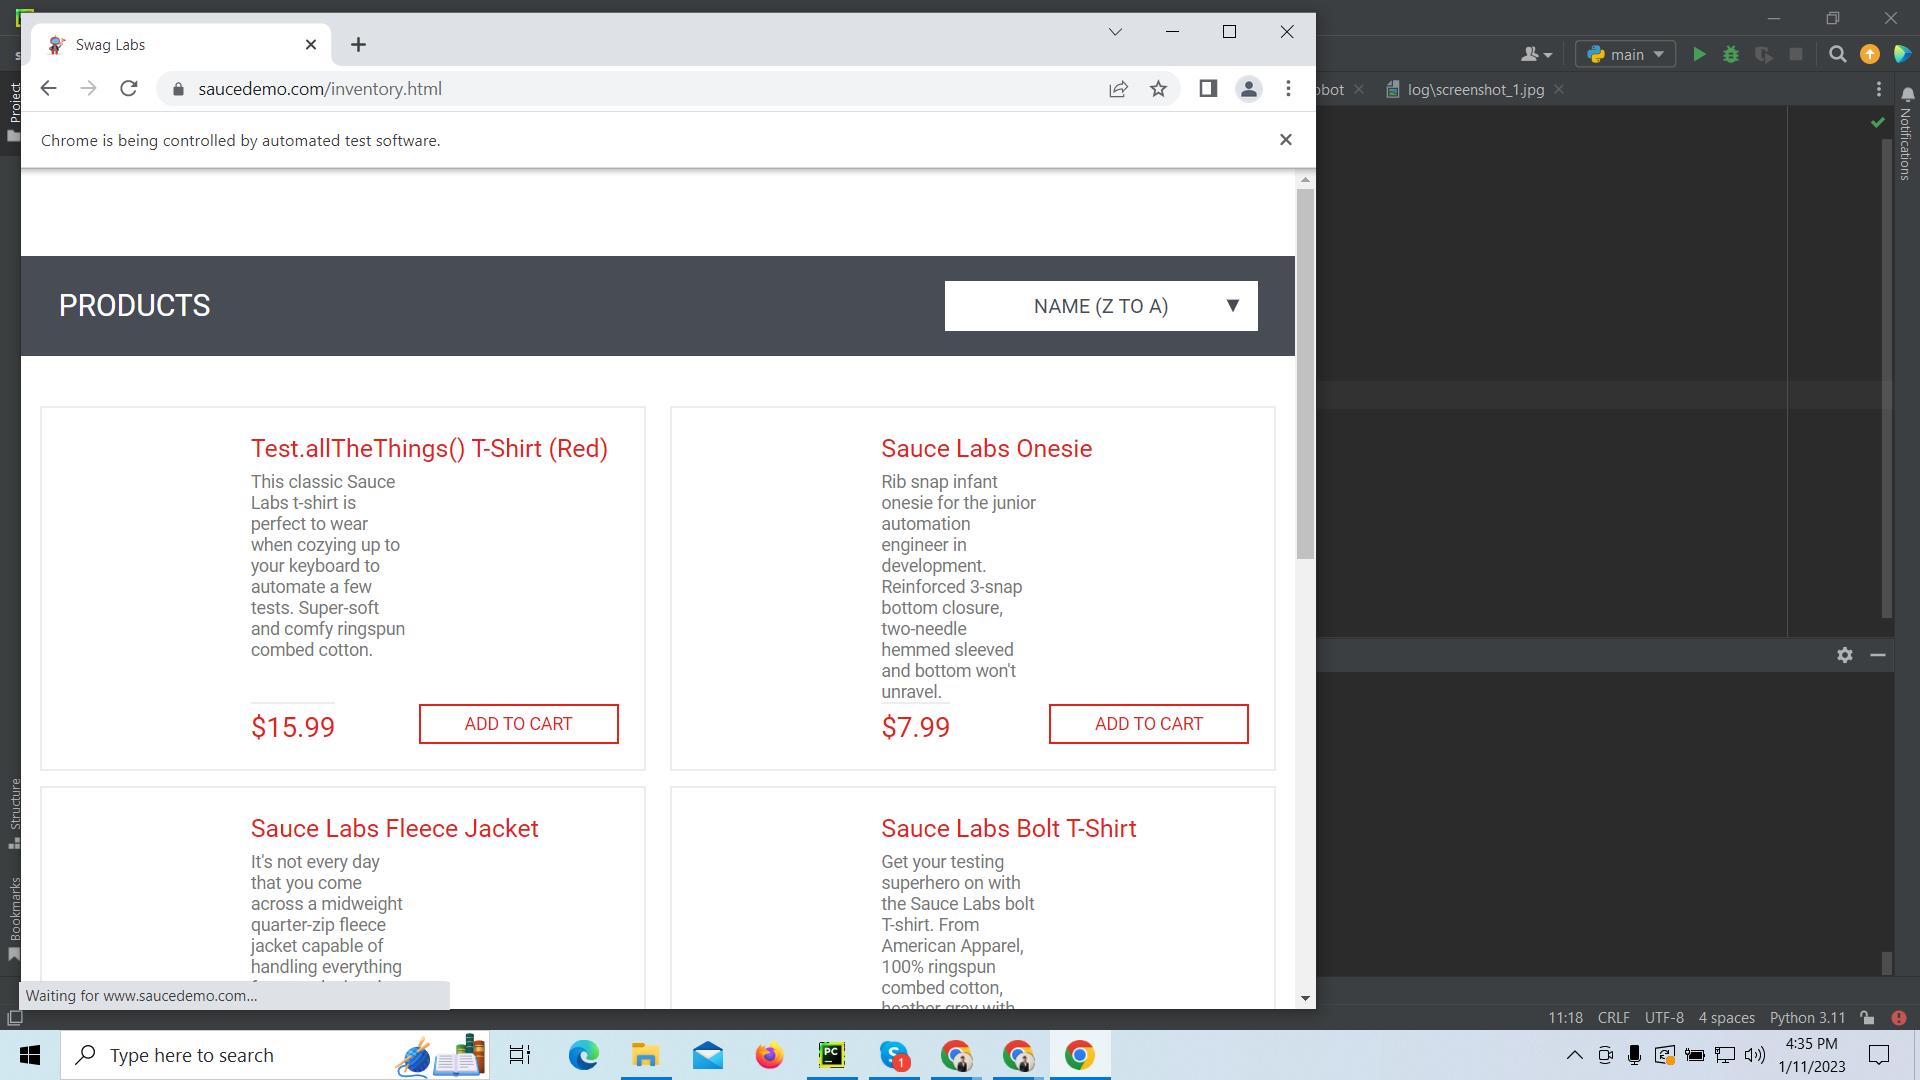 Swag Labs
main
saucedemo.com/inventory.html
log\screenshot_1.jpg
Project
Notifications
Chrome is being controlled by automated test software.
PRODUCTS
NAME (Z TO A)
Test.allTheThings() T-Shirt (Red)
This classic Sauce
Labs t-shirt is
perfect to wear
when cozying up to
your keyboard to
automate a few
tests. Super-soft
and comfy ringspun
combed cotton.
$15.99
ADD TO CART
Sauce Labs Onesie
Rib snap infant
onesie for the junior
automation
engineer in
development.
Reinforced 3-snap
bottom closure,
two-needle
hemmed sleeved
and bottom won't
unravel.
$7.99
ADD TO CART
Structure
Bookmarks
Sauce Labs Fleece Jacket
It's not every day
that you come
across a midweight
quarter-zip fleece
jacket capable of
handling everything
Sauce Labs Bolt T-Shirt
Get your testing
superhero on with
the Sauce Labs bolt
T-shirt. From
American Apparel,
100% ringspun
combed cotton,
heather gray with
Waiting for www.saucedemo.com...
11:18 CRLF UTF-8 4 spaces Python 3.11
Type here to search
PC
1
4:35 PM
1/11/2023